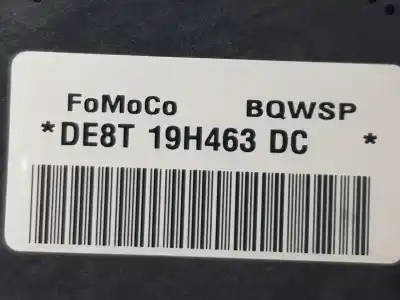 FoMoCo BQWSP
*DE8T 19H463 DC *